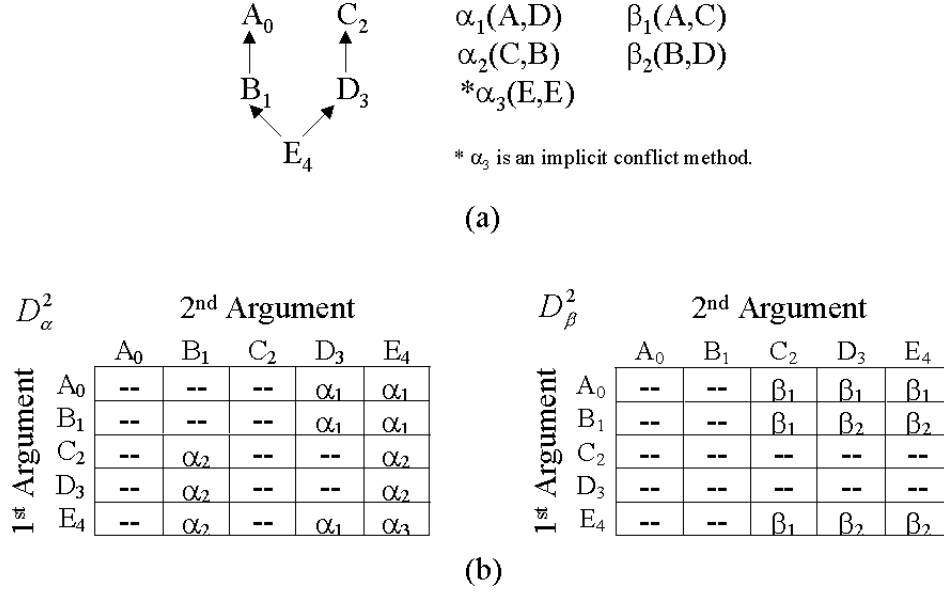 A₀ C₂ α₁(A,D) β₁(A,C)
B₁ D₃ α₂(C,B) β₂(B,D)
*α₃(E,E)
E₄ * α₃ is an implicit conflict method.
(a)
D²α 2nd Argument
A₀ B₁ C₂ D₃ E₄
1st Argument
A₀ -- -- -- α₁ α₁
B₁ -- -- -- α₁ α₁
C₂ -- α₂ -- -- α₂
D₃ -- α₂ -- -- α₂
E₄ -- α₂ -- α₁ α₃
D²β 2nd Argument
A₀ B₁ C₂ D₃ E₄
1st Argument
A₀ -- -- β₁ β₁ β₁
B₁ -- -- β₁ β₂ β₂
C₂ -- -- -- -- --
D₃ -- -- -- -- --
E₄ -- -- β₁ β₂ β₂
(b)